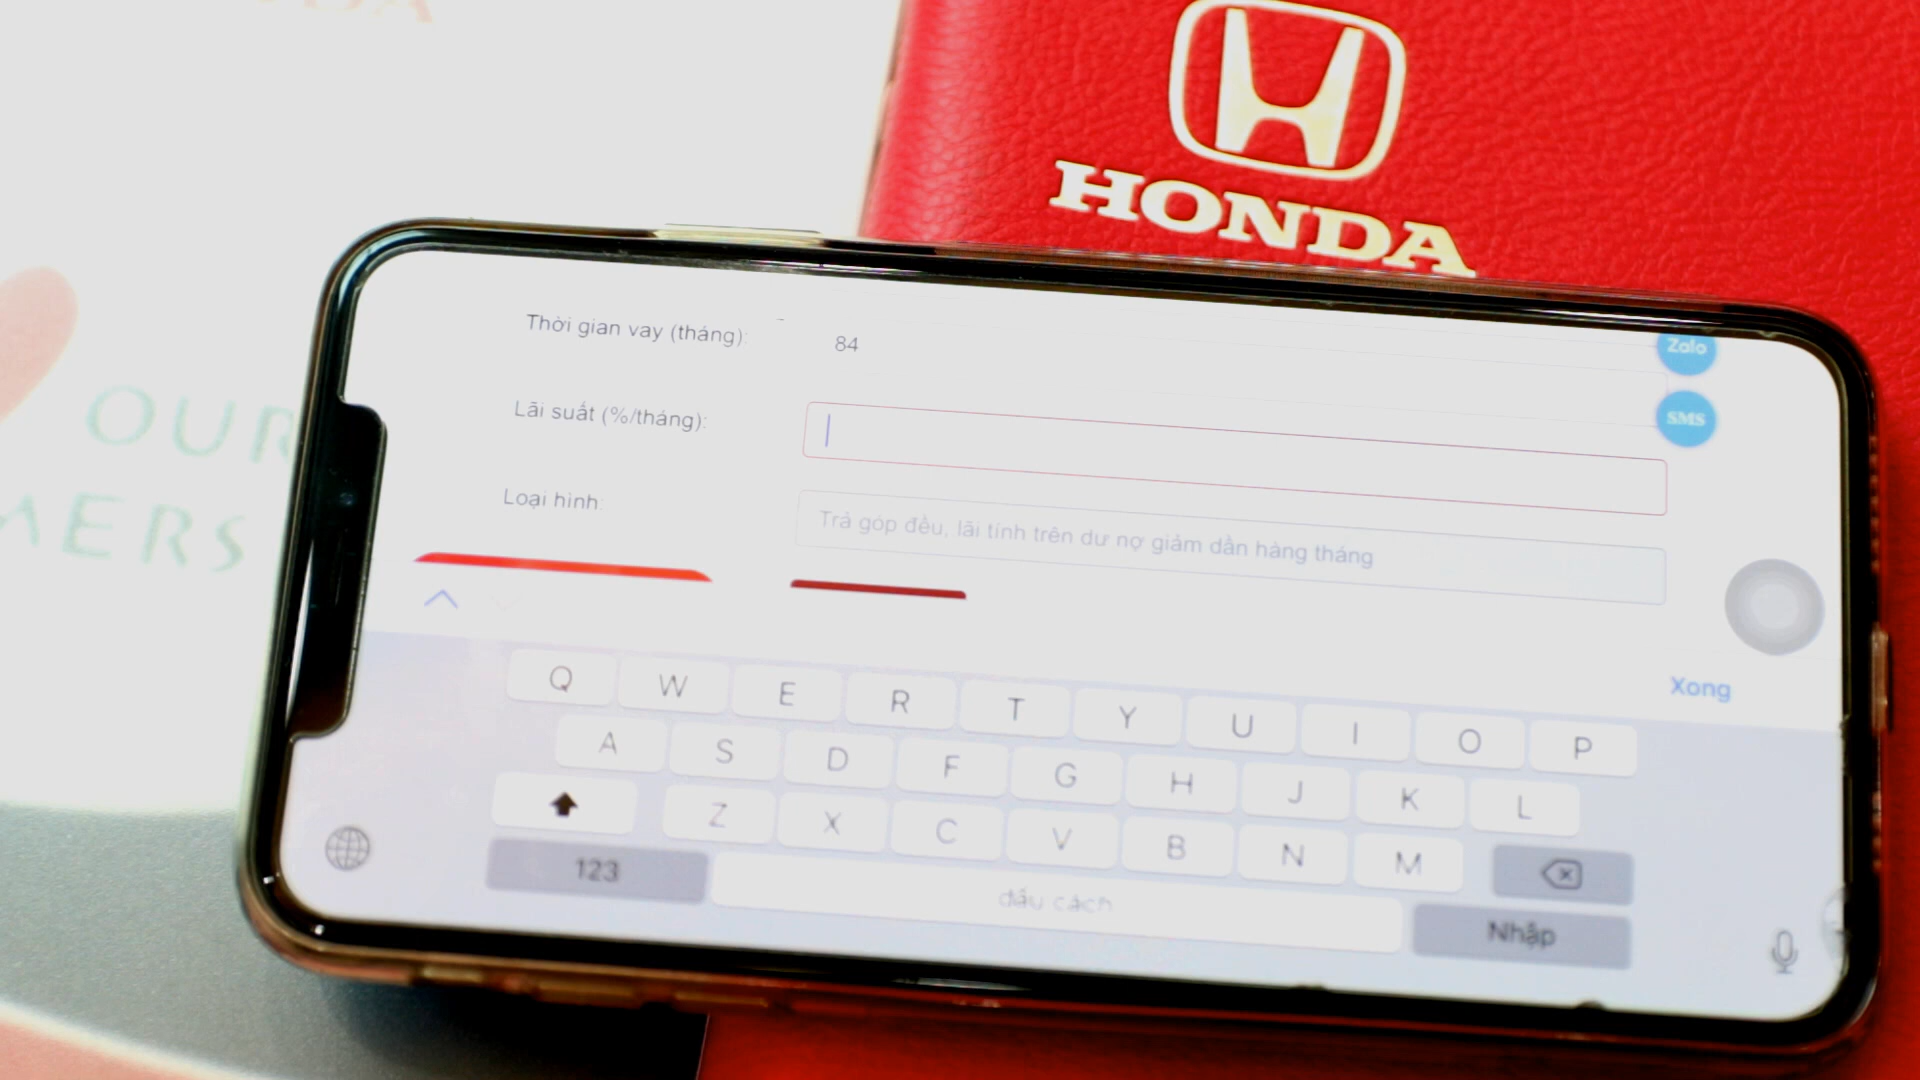 HONDA
OUR
MERS
Thời gian vay (tháng):
84
Zalo
Lãi suất (%/tháng):
SMS
Loại hình:
Trả góp đều, lãi tính trên dư nợ giảm dần hàng tháng
Xong
Q W E R T Y U I O P
A S D F G H J K L
Z X C V B N M
123
dấu cách
Nhập